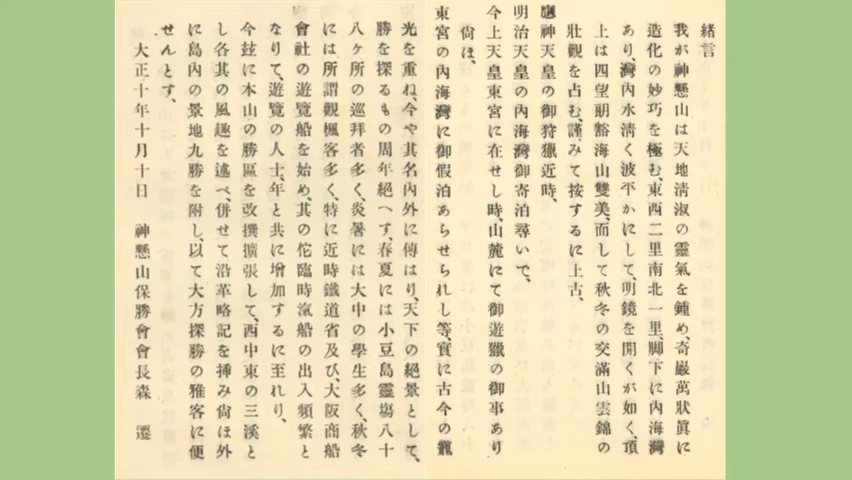 緒言
我が神懸山は天地淸淑の靈氣を鍾め、奇巖萬狀眞に
造化の妙巧を極む、東西二里南北一里、脚下に內海灣
あり、灣內水淸く波平かにして、明鏡を開くが如く、頂
上は四望明豁海山雙美、而して秋冬の交滿山雲錦の
壯觀を占む、謹みて按ずるに上古、
應神天皇の御狩獵近時、
明治天皇の內海灣御寄泊尋いで、
今上天皇東宮に在せし時、山麓にて御遊獵の御事あり
尙ほ、
東宮の內海灣に御假泊あらせられし等、實に古今の寵
光を重ね、今や其名內外に傳はり、天下の絕景として、
勝を探るもの周年絕へず、春夏には小豆島靈場八十
八ヶ所の巡拜者多く、炎暑には大中の學生多く、秋冬
には所謂觀楓客多く、特に近時鐵道省及び、大阪商船
會社の遊覽船を始め、其の佗臨時滊船の出入頻繁と
なりて、遊覽の人士、年と共に增加するに至れり、
今玆に本山の勝區を改撰擴張して、西中東の三溪と
し各其の風趣を述べ、併せて沿革略記を揷み尙ほ外
に島內の景地九勝を附し、以て大方探勝の雅客に便
せんとす、
大正十年十月十日 神懸山保勝會會長森 遷